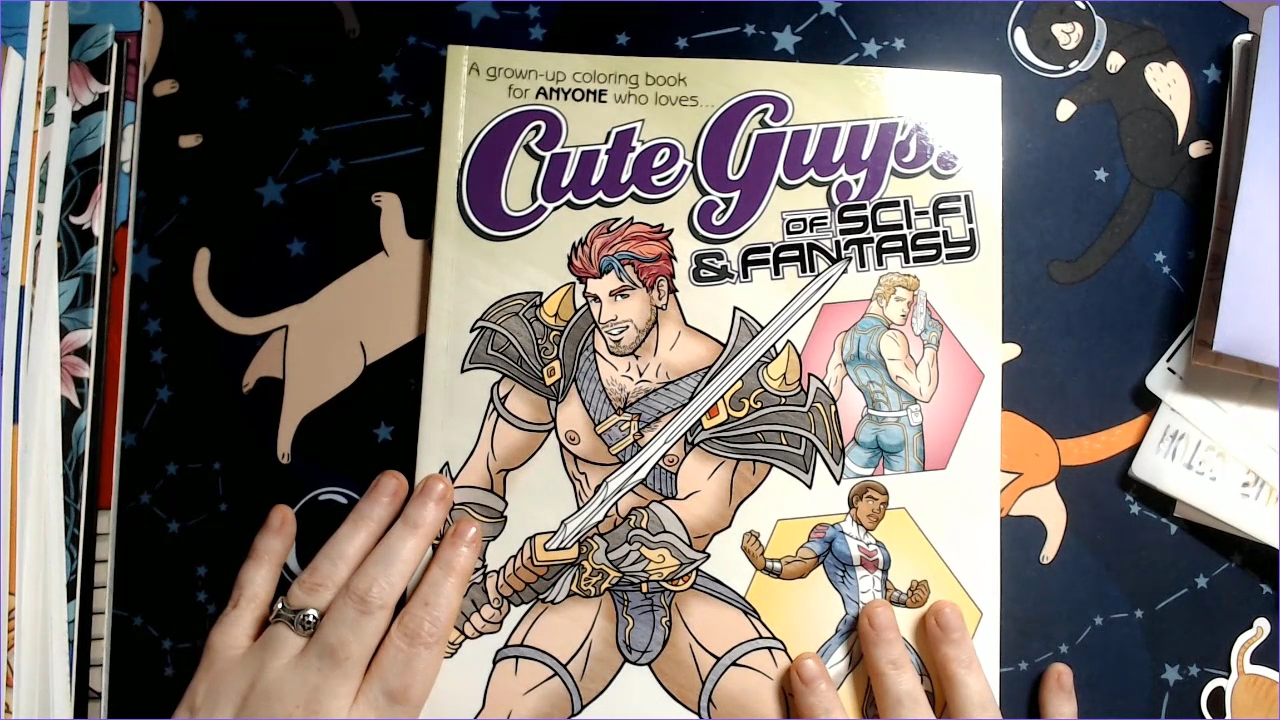 A grown-up coloring book
for ANYONE who loves...
Cute Guys!
OF SCI-FI
& FANTASY